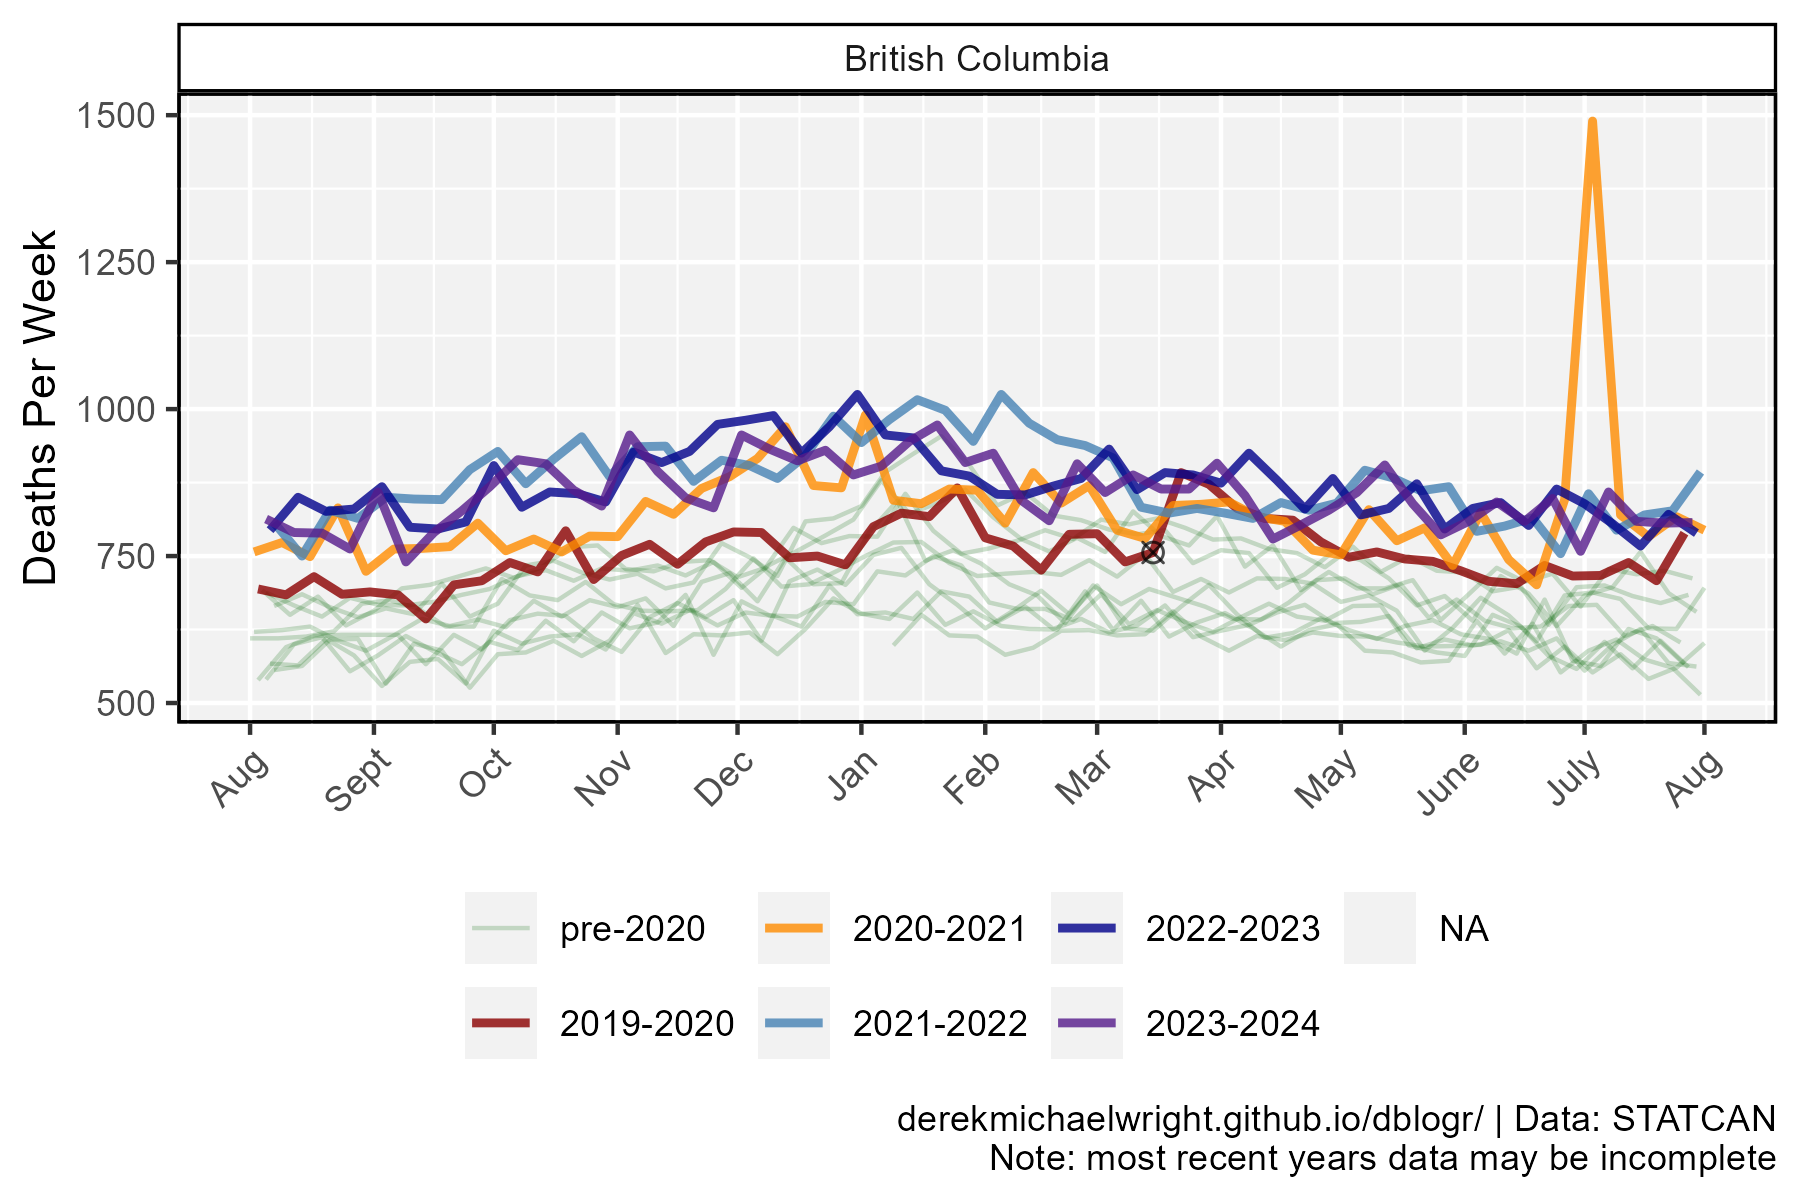 British Columbia
Deaths Per Week
1500
1250
1000
750
500
Aug
Sept
Oct
Nov
Dec
Jan
Feb
Mar
Apr
May
June
July
Aug
pre-2020
2020-2021
2022-2023
NA
2019-2020
2021-2022
2023-2024
derekmichaelwright.github.io/dblogr/ | Data: STATCAN
Note: most recent years data may be incomplete